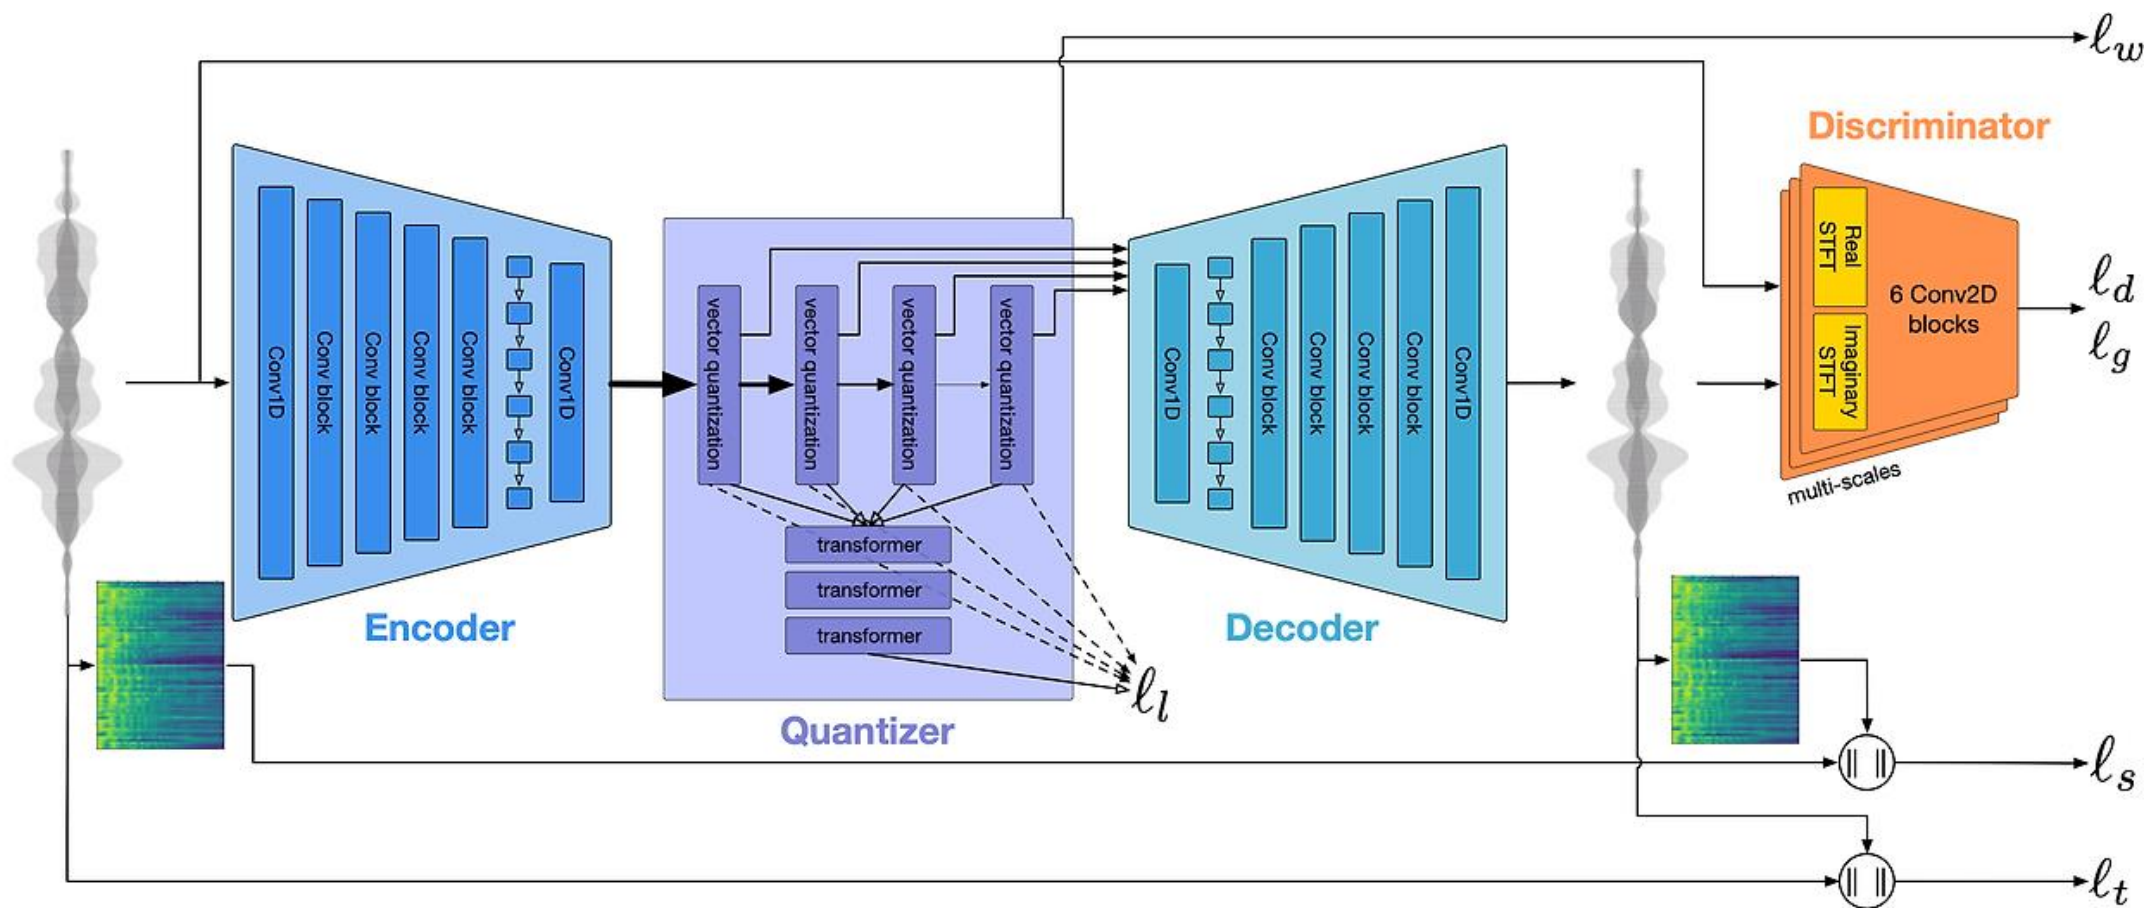 ℓw
Discriminator
Real
STFT
Imaginary
STFT
6 Conv2D
blocks
multi-scales
ℓd
ℓg
Conv1D
Conv block
Conv block
Conv block
Conv block
Conv1D
Encoder
vector quantization
vector quantization
vector quantization
vector quantization
transformer
transformer
transformer
Quantizer
ℓl
Conv1D
Conv block
Conv block
Conv block
Conv block
Conv1D
Decoder
|| ||
ℓs
|| ||
ℓt